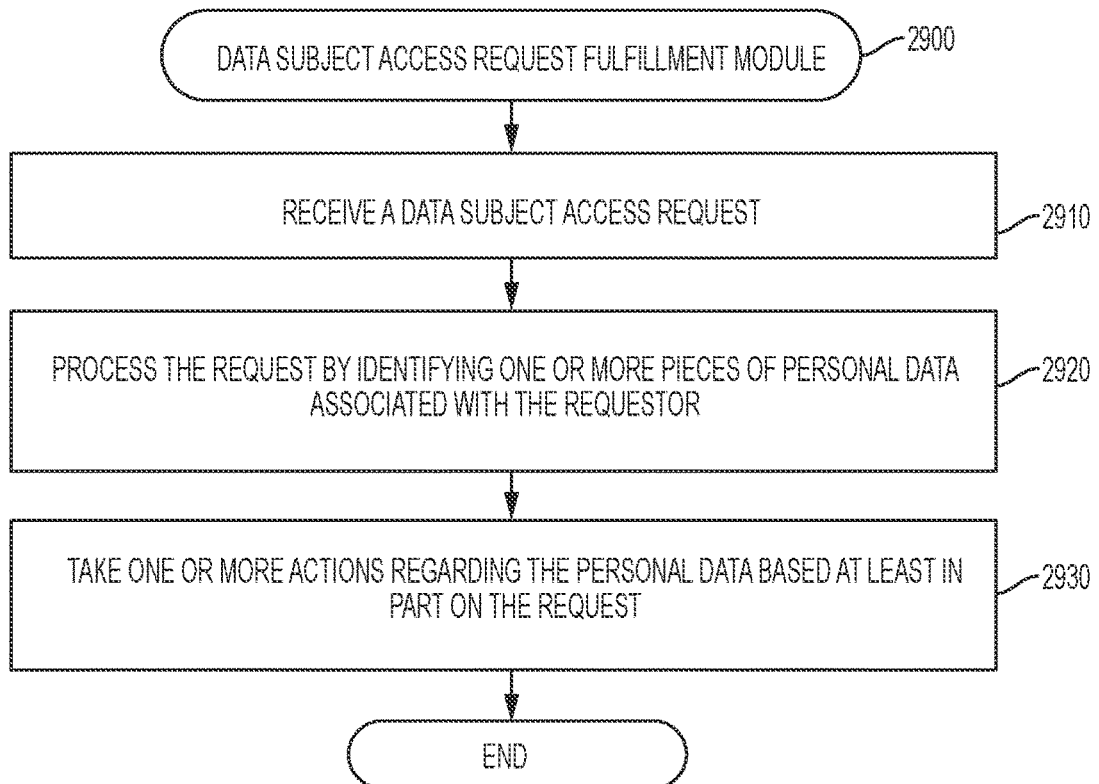 DATA SUBJECT ACCESS REQUEST FULFILLMENT MODULE
2900
RECEIVE A DATA SUBJECT ACCESS REQUEST
2910
PROCESS THE REQUEST BY IDENTIFYING ONE OR MORE PIECES OF PERSONAL DATA
ASSOCIATED WITH THE REQUESTOR
2920
TAKE ONE OR MORE ACTIONS REGARDING THE PERSONAL DATA BASED AT LEAST IN
PART ON THE REQUEST
2930
END